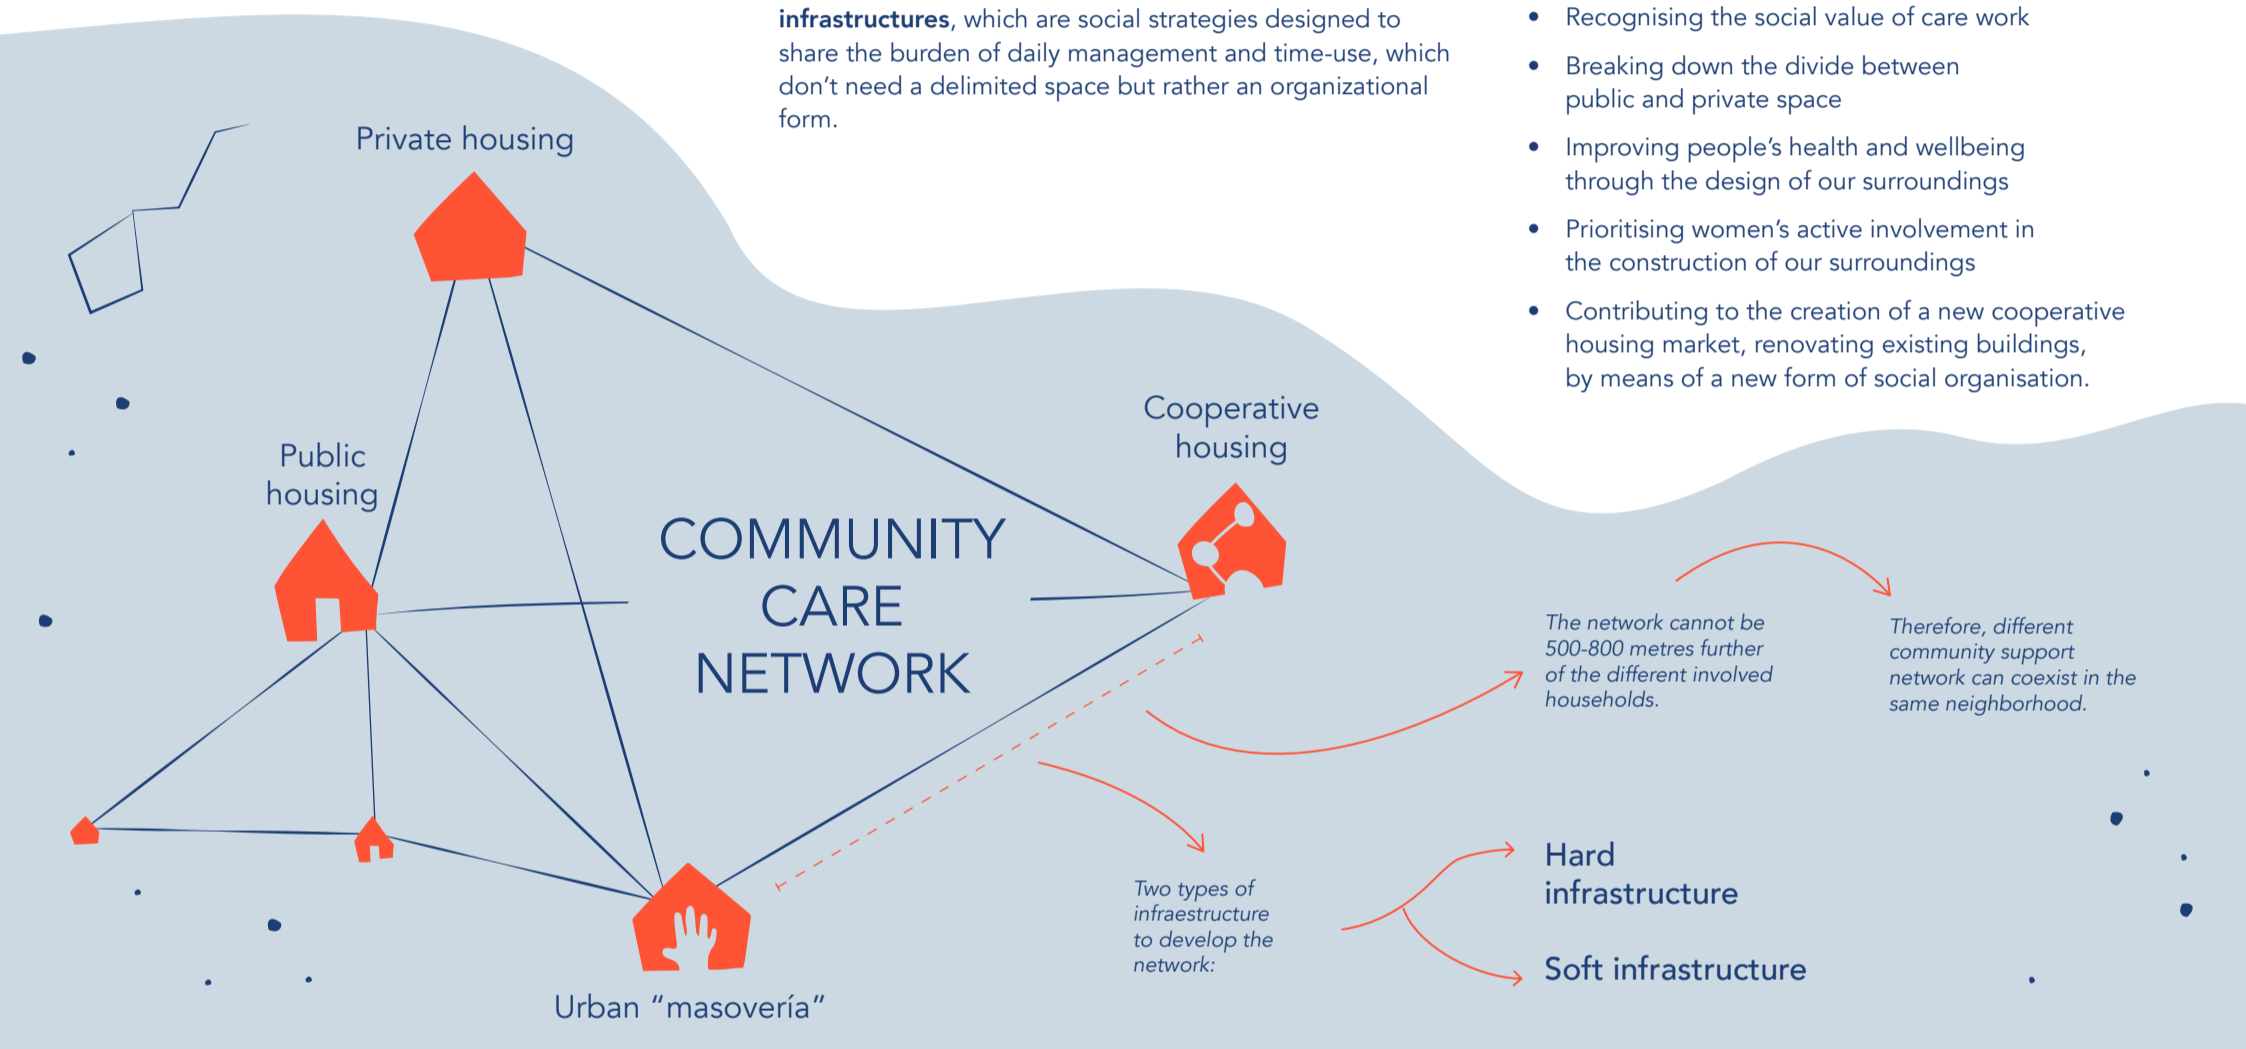 infrastructures, which are social strategies designed to
share the burden of daily management and time-use, which
don't need a delimited space but rather an organizational
form.
• Recognising the social value of care work
• Breaking down the divide between
public and private space
• Improving people's health and wellbeing
through the design of our surroundings
• Prioritising women's active involvement in
the construction of our surroundings
• Contributing to the creation of a new cooperative
housing market, renovating existing buildings,
by means of a new form of social organisation.
Private housing
Public
housing
Cooperative
housing
COMMUNITY
CARE
NETWORK
Urban “masovería”
The network cannot be
500-800 metres further
of the different involved
households.
Therefore, different
community support
network can coexist in the
same neighborhood.
Two types of
infraestructure
to develop the
network:
Hard
infrastructure
Soft infrastructure